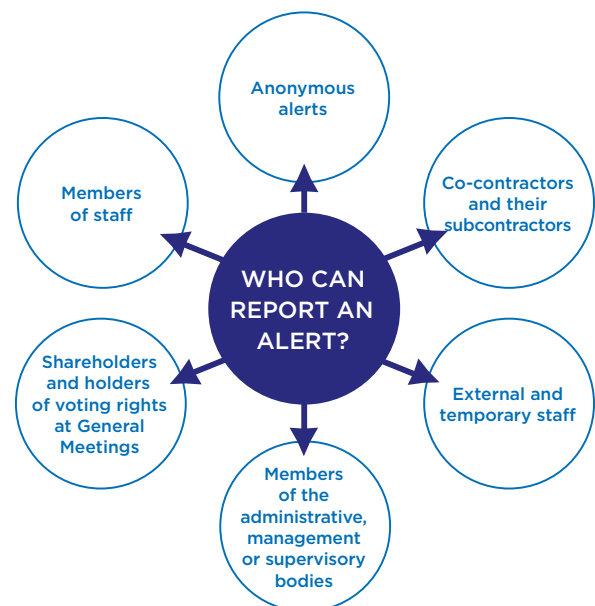 Anonymous
alerts
Members
of staff
Co-contractors
and their
subcontractors
WHO CAN
REPORT AN
ALERT?
Shareholders
and holders
of voting rights
at General
Meetings
External and
temporary staff
Members
of the
administrative,
management
or supervisory
bodies